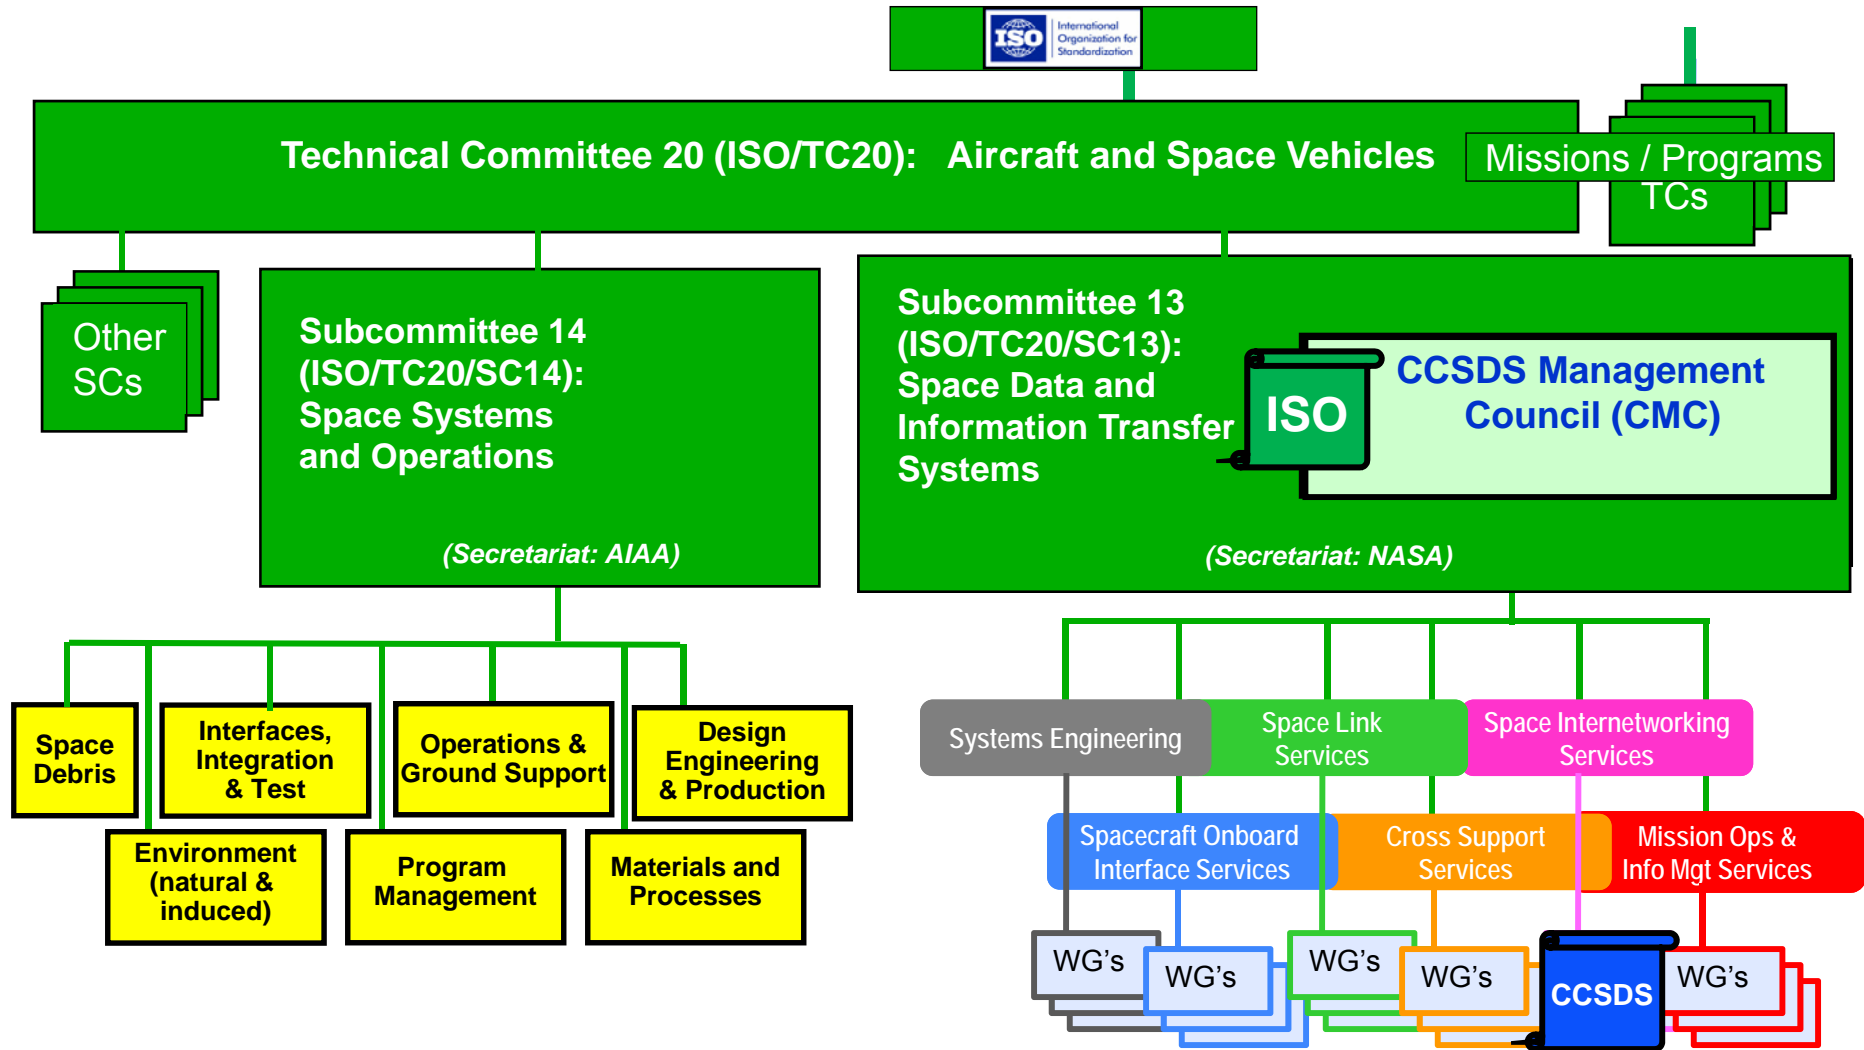 ISO
International
Organization for
Standardization
Technical Committee 20 (ISO/TC20): Aircraft and Space Vehicles
Missions / Programs
TCs
Other
SCs
Subcommittee 14
(ISO/TC20/SC14):
Space Systems
and Operations
(Secretariat: AIAA)
Subcommittee 13
(ISO/TC20/SC13):
Space Data and
Information Transfer
Systems
ISO
CCSDS Management
Council (CMC)
(Secretariat: NASA)
Space
Debris
Interfaces,
Integration
& Test
Operations &
Ground Support
Design
Engineering
& Production
Environment
(natural &
induced)
Program
Management
Materials and
Processes
Systems Engineering
Space Link
Services
Space Internetworking
Services
Spacecraft Onboard
Interface Services
Cross Support
Services
Mission Ops &
Info Mgt Services
WG's
WG's
WG's
WG's
CCSDS
WG's